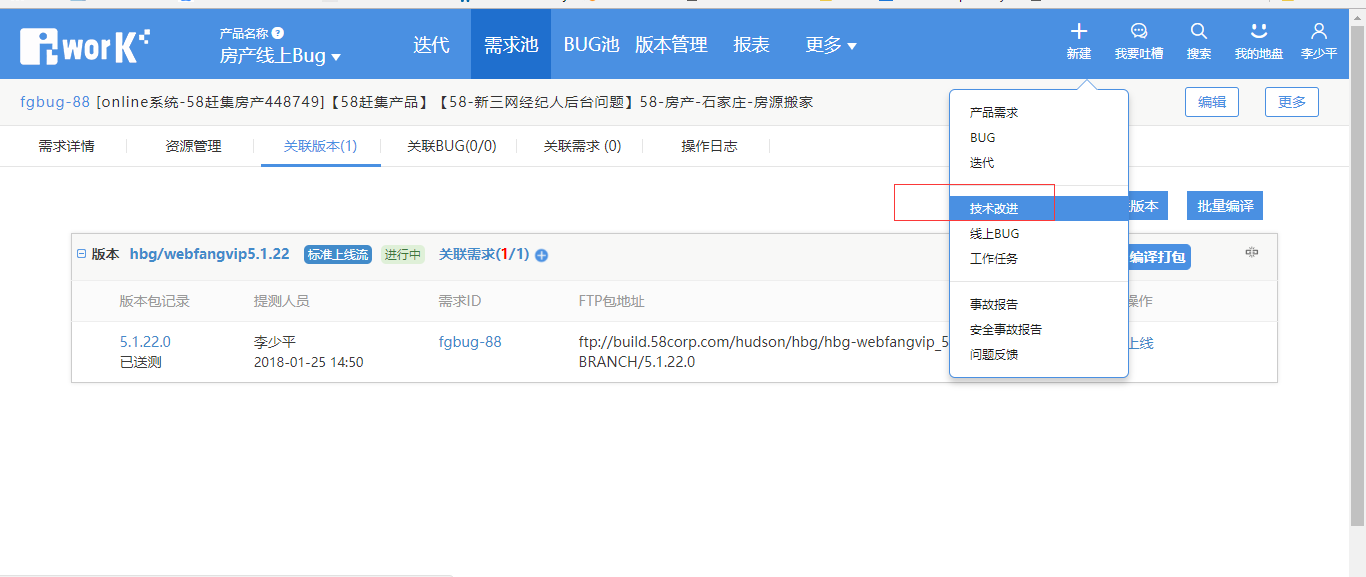 iworK
产品名称 ?
房产线上Bug
迭代
需求池
BUG池
版本管理
报表
更多
新建
我要吐槽
搜索
我的地盘
李少平
fgbug-88 [online系统-58赶集房产448749]【58赶集产品】【58-新三网经纪人后台问题】58-房产-石家庄-房源搬家
编辑
更多
需求详情
资源管理
关联版本(1)
关联BUG(0/0)
关联需求 (0)
操作日志
产品需求
BUG
迭代
技术改进
线上BUG
工作任务
事故报告
安全事故报告
问题反馈
版本
批量编译
版本 hbg/webfangvip5.1.22 标准上线流 进行中 关联需求(1/1)
编译打包
版本包记录
提测人员
需求ID
FTP包地址
操作
5.1.22.0
已送测
李少平
2018-01-25 14:50
fgbug-88
ftp://build.58corp.com/hudson/hbg/hbg-webfangvip_5
BRANCH/5.1.22.0
上线